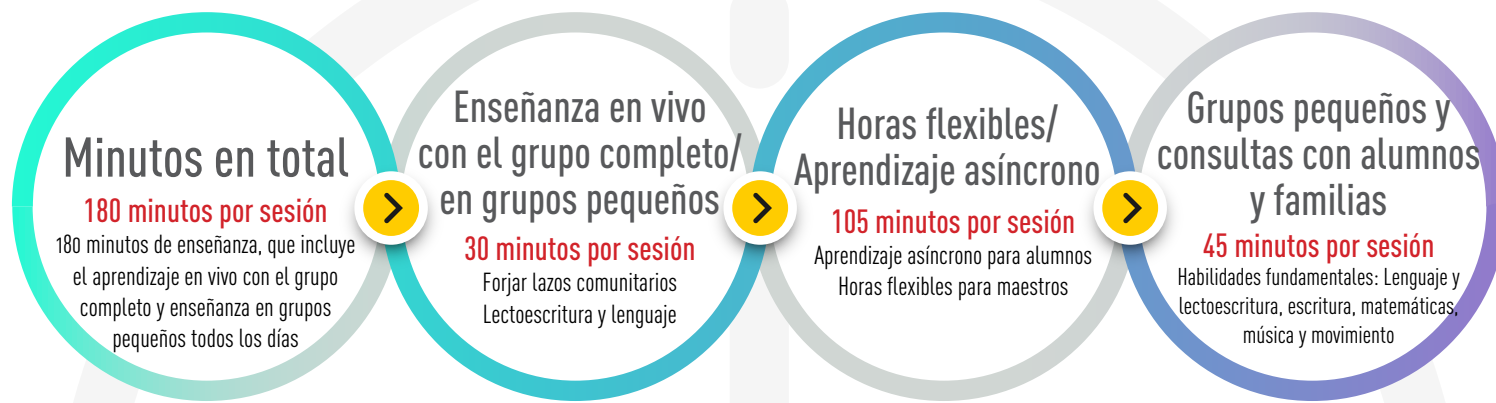 Minutos en total
180 minutos por sesión
180 minutos de enseñanza, que incluye
el aprendizaje en vivo con el grupo
completo y enseñanza en grupos
pequeños todos los días
Enseñanza en vivo
con el grupo completo/
en grupos pequeños
30 minutos por sesión
Forjar lazos comunitarios
Lectoescritura y lenguaje
Horas flexibles/
Aprendizaje asíncrono
105 minutos por sesión
Aprendizaje asíncrono para alumnos
Horas flexibles para maestros
Grupos pequeños y
consultas con alumnos
y familias
45 minutos por sesión
Habilidades fundamentales: Lenguaje y
lectoescritura, escritura, matemáticas,
música y movimiento